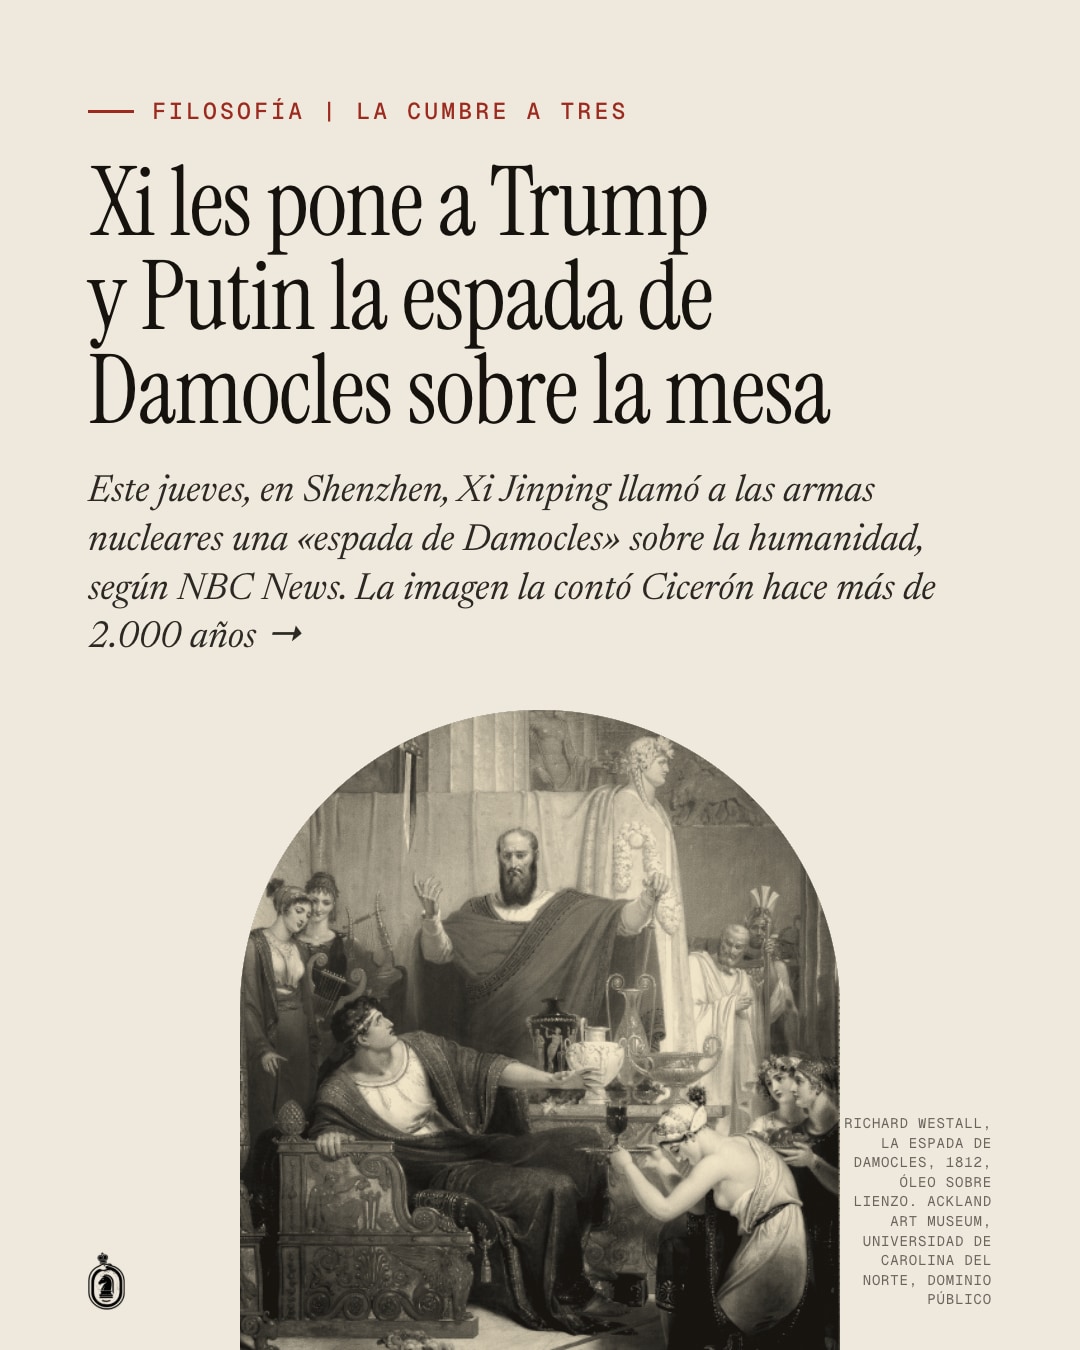 FILOSOFÍA | LA CUMBRE A TRES
Xi les pone a Trump
y Putin la espada de
Damocles sobre la mesa
Este jueves, en Shenzhen, Xi Jinping llamó a las armas
nucleares una «espada de Damocles» sobre la humanidad,
según NBC News. La imagen la contó Cicerón hace más de
2.000 años →
RICHARD WESTALL,
LA ESPADA DE
DAMOCLES, 1812,
ÓLEO SOBRE
LIENZO. ACKLAND
ART MUSEUM,
UNIVERSIDAD DE
CAROLINA DEL
NORTE, DOMINIO
PÚBLICO